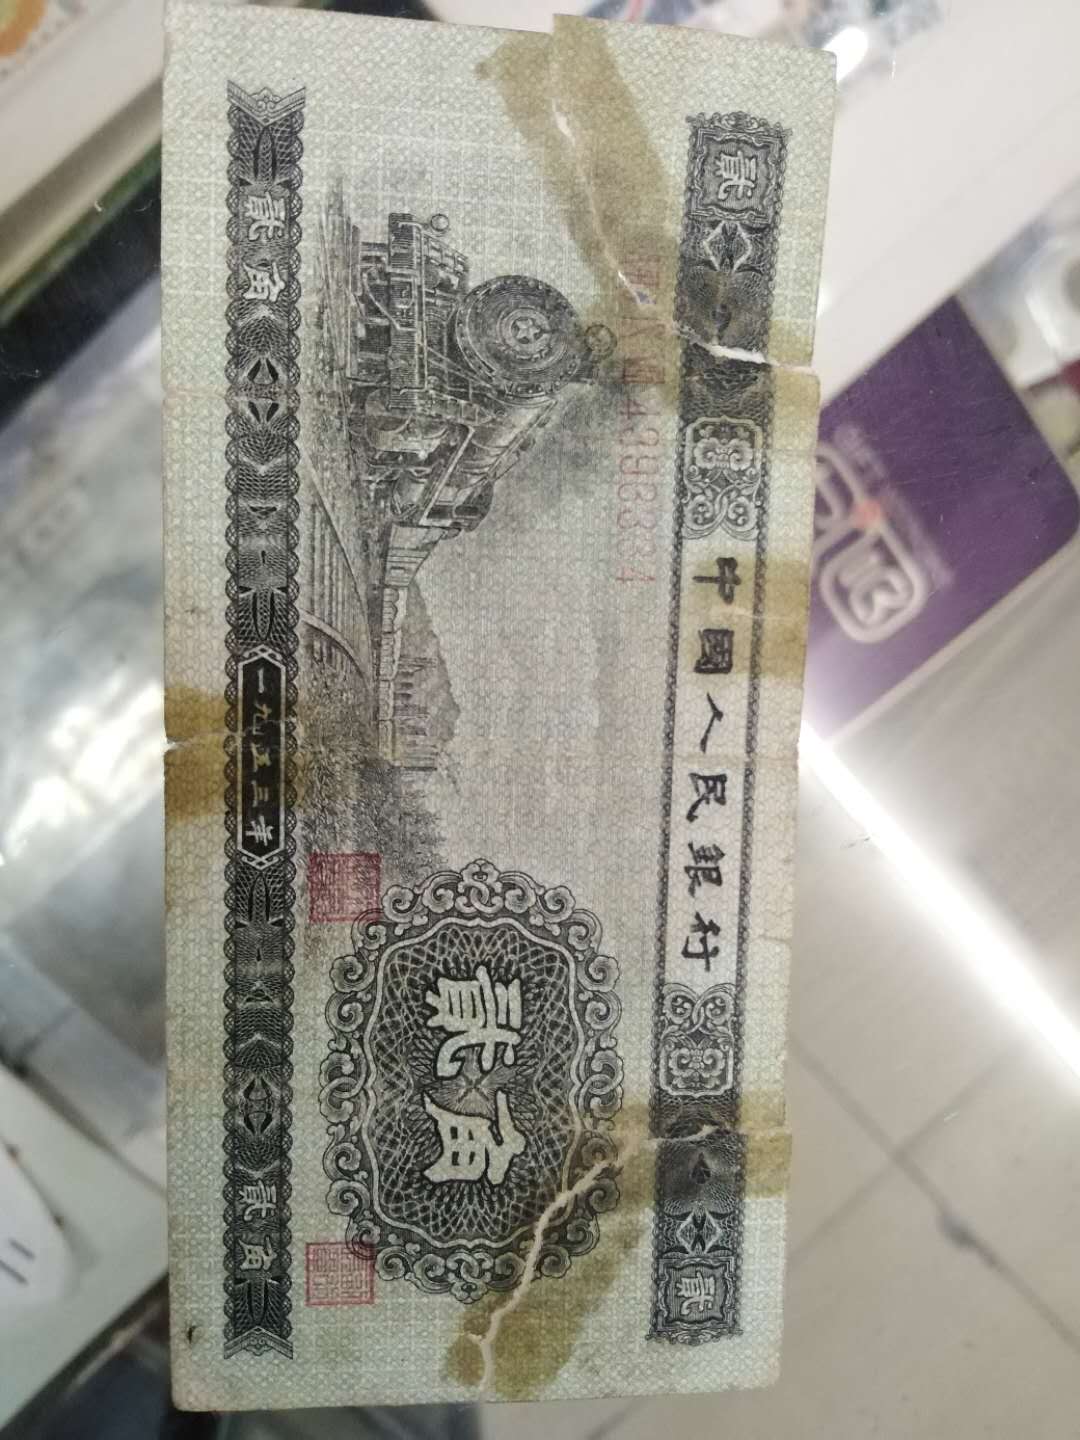 貳 中國人民銀行 貳
貳角
貳角 一九五三年 貳角